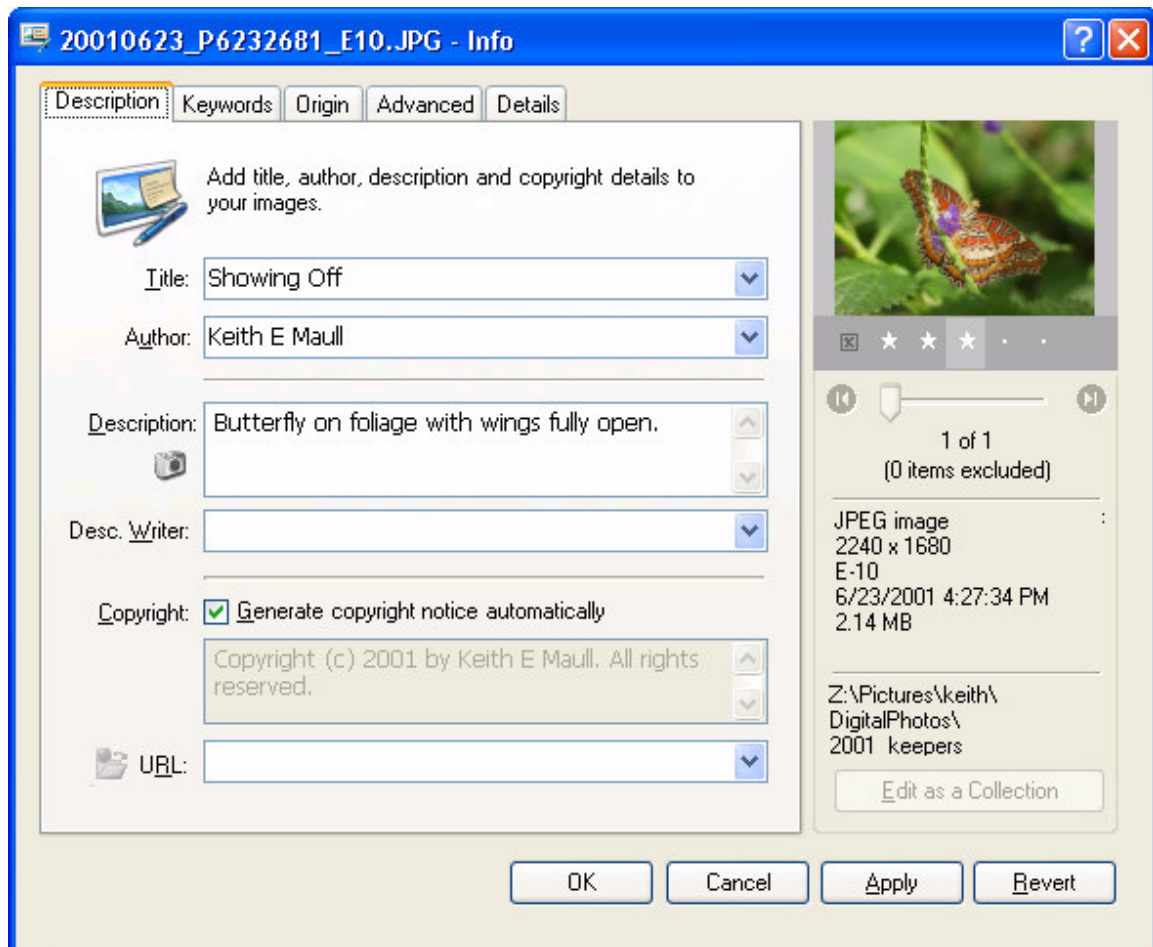 20010623_P6232681_E10.JPG - Info
Description
Keywords
Origin
Advanced
Details
Add title, author, description and copyright details to
your images.
Title: Showing Off
Author: Keith E Maull
Description: Butterfly on foliage with wings fully open.
Desc. Writer:
Copyright: Generate copyright notice automatically
Copyright (c) 2001 by Keith E Maull. All rights
reserved.
URL:
1 of 1
(0 items excluded)
JPEG image :
2240 x 1680
E-10
6/23/2001 4:27:34 PM
2.14 MB
Z:\Pictures\keith\
DigitalPhotos\
2001 keepers
Edit as a Collection
OK
Cancel
Apply
Revert